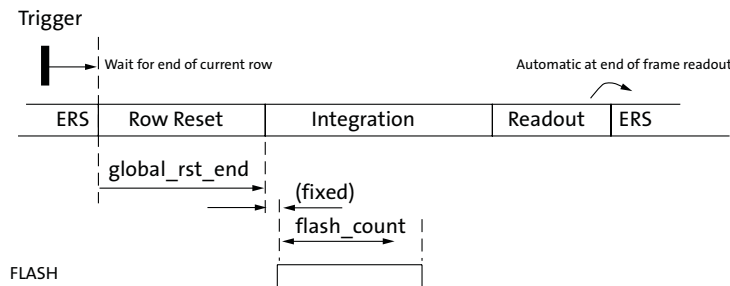 Trigger
Wait for end of current row
Automatic at end of frame readout
ERS Row Reset Integration Readout ERS
global_rst_end
(fixed)
flash_count
FLASH